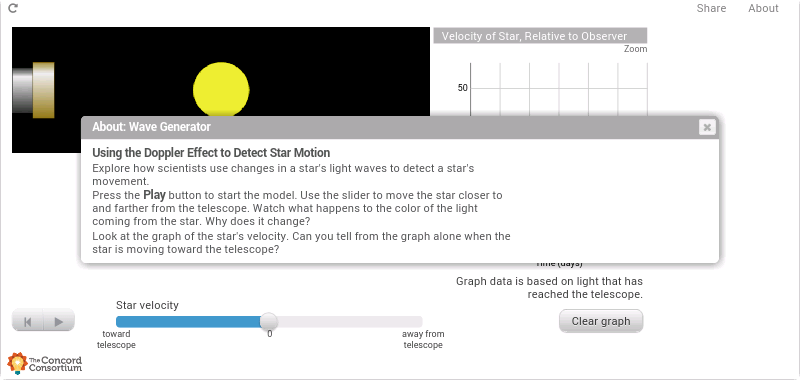 Share About
Velocity of Star, Relative to Observer
Zoom
50
About: Wave Generator
Using the Doppler Effect to Detect Star Motion
Explore how scientists use changes in a star's light waves to detect a star's
movement.
Press the Play button to start the model. Use the slider to move the star closer to
and farther from the telescope. Watch what happens to the color of the light
coming from the star. Why does it change?
Look at the graph of the star's velocity. Can you tell from the graph alone when the
star is moving toward the telescope?
Time (days)
Graph data is based on light that has
reached the telescope.
Star velocity
toward
telescope
0
away from
telescope
Clear graph
The Concord
Consortium